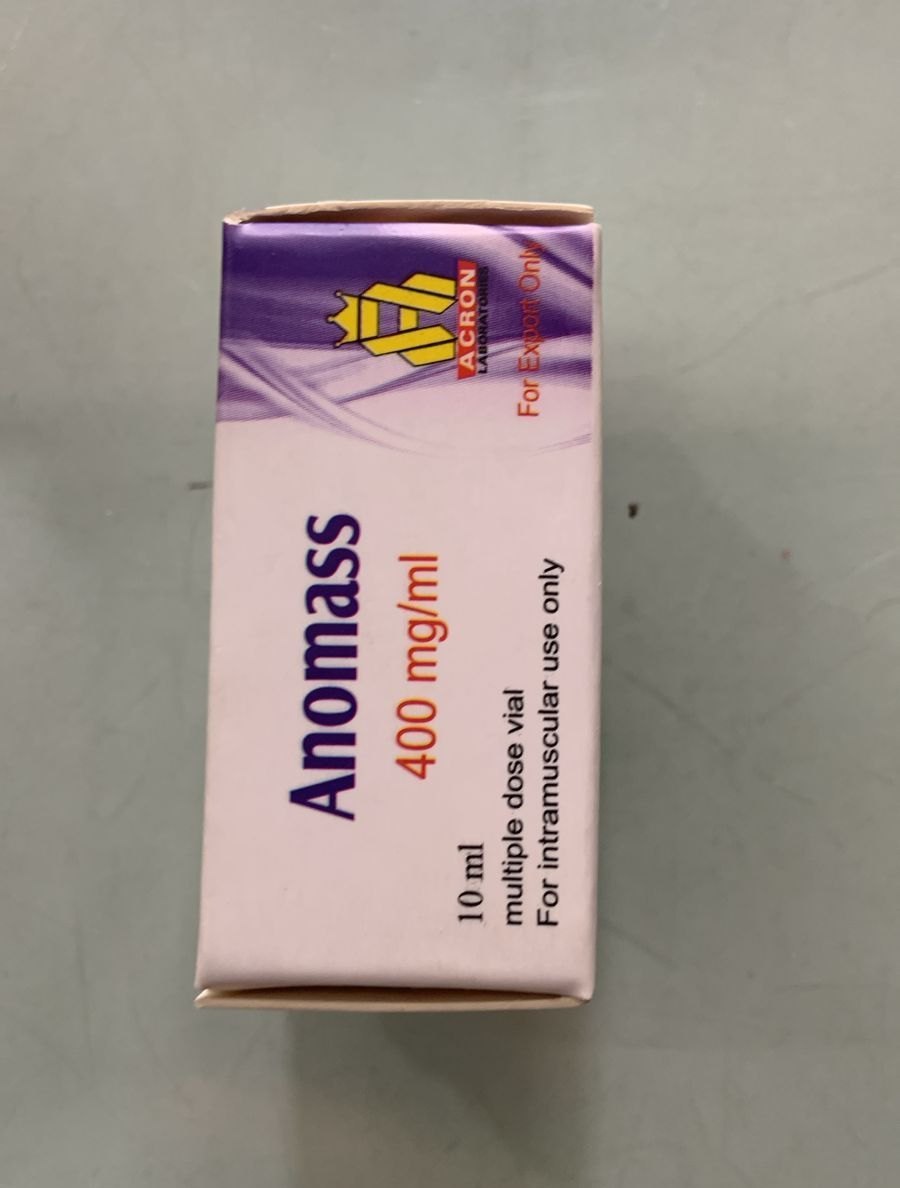 Anomass
400 mg/ml
10 ml
multiple dose vial
For intramuscular use only
ACRON
LABORATORIES
For Export Only